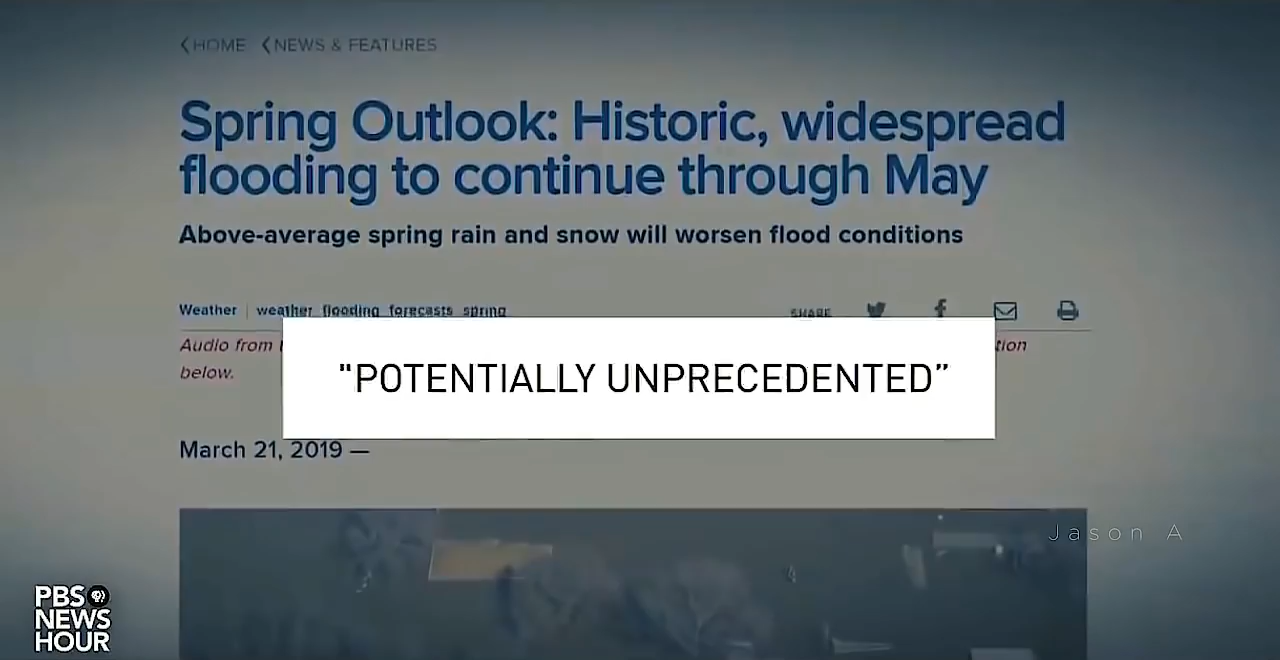 HOME NEWS & FEATURES
Spring Outlook: Historic, widespread
flooding to continue through May
Above-average spring rain and snow will worsen flood conditions
Weather | weather flooding forecasts spring SHARE
Audio from tion
"POTENTIALLY UNPRECEDENTED”
below.
March 21, 2019 —
Jason A
PBS
NEWS
HOUR